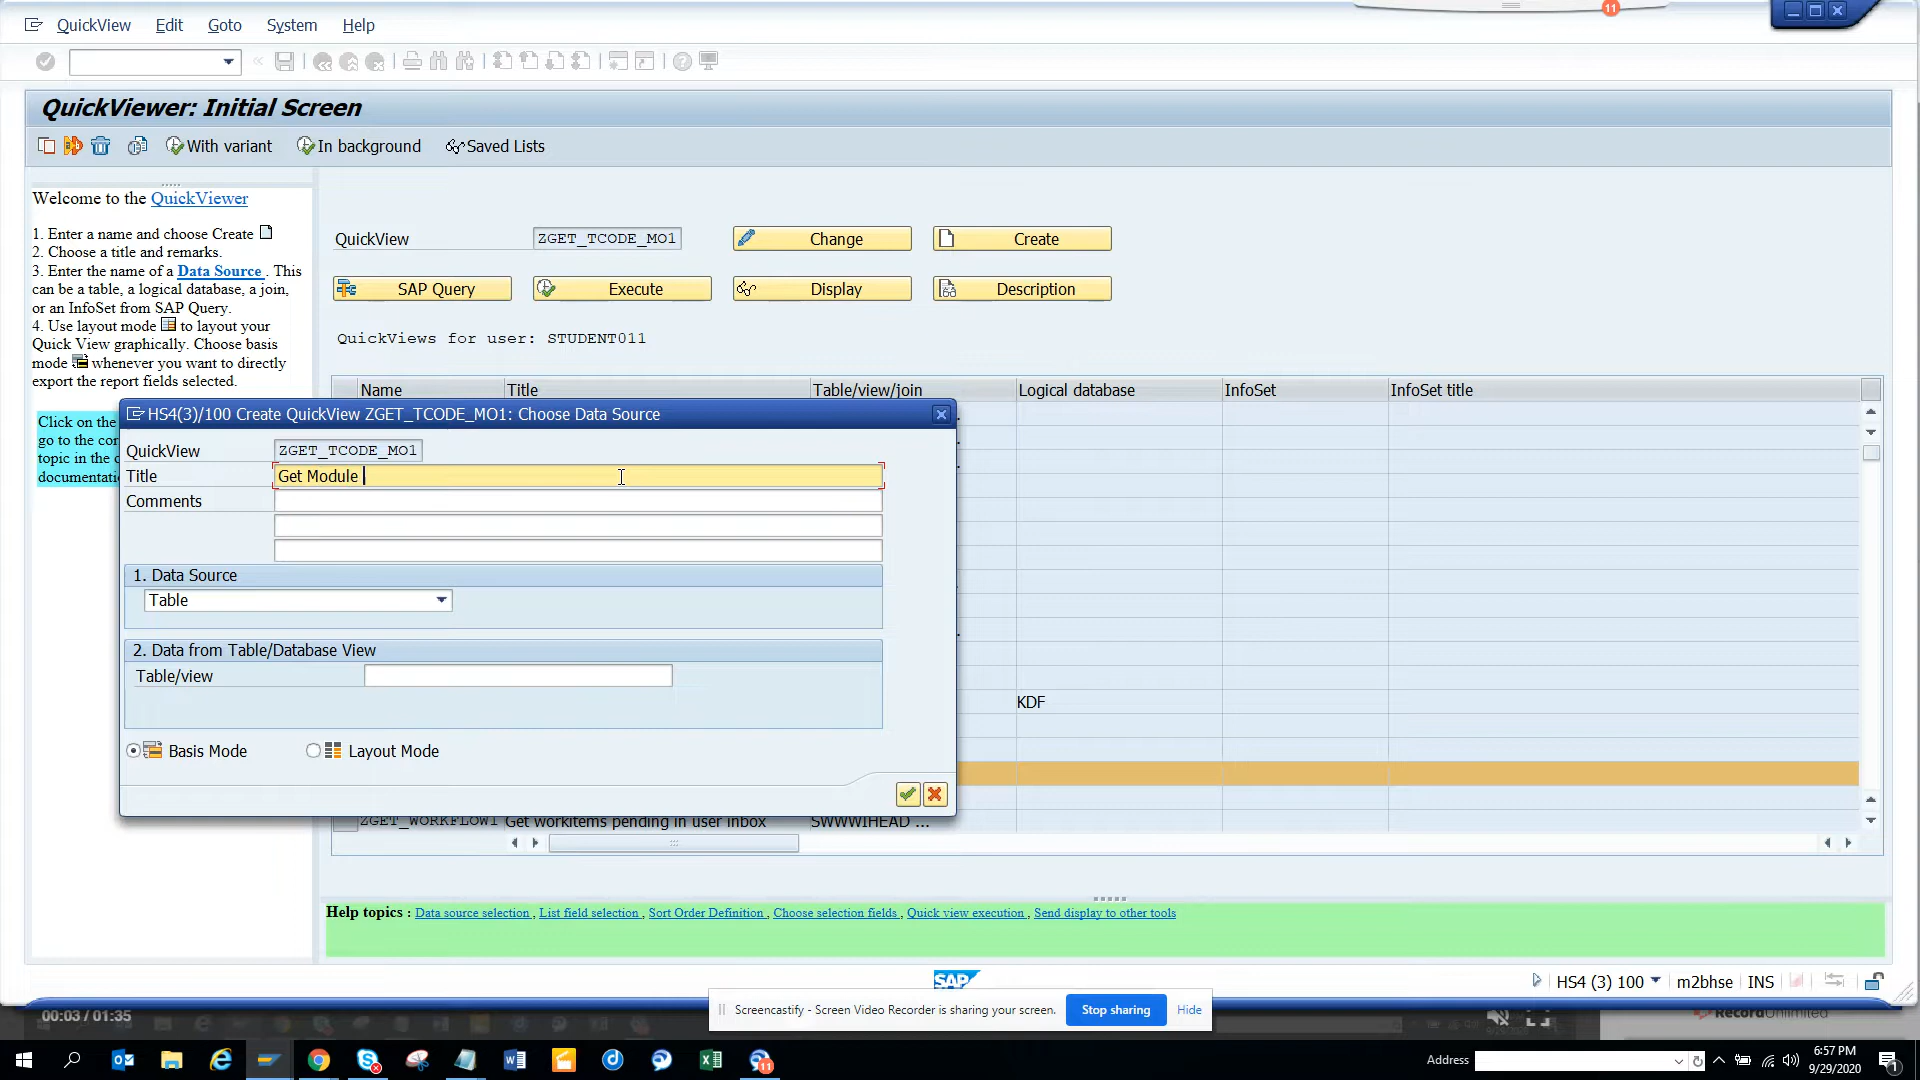 QuickView Edit Goto System Help
11
QuickViewer: Initial Screen
With variant In background Saved Lists
Welcome to the QuickViewer
1. Enter a name and choose Create
2. Choose a title and remarks.
3. Enter the name of a Data Source . This
can be a table, a logical database, a join,
or an InfoSet from SAP Query.
4. Use layout mode to layout your
Quick View graphically. Choose basis
mode whenever you want to directly
export the report fields selected.
Click on the
go to the
topic in the
QuickView ZGET_TCODE_MO1 Change Create
SAP Query Execute Display Description
QuickViews for user: STUDENT011
Name Title Table/view/join Logical database InfoSet InfoSet title
HS4(3)/100 Create QuickView ZGET_TCODE_MO1: Choose Data Source
QuickView ZGET_TCODE_MO1
Title Get Module
Comments
1. Data Source
Table
2. Data from Table/Database View
Table/view
Basis Mode Layout Mode
KDF
ZGET_WORKFLOW1 Get workitems pending in user inbox SWWWIHEAD ...
Help topics : Data source selection , List field selection , Sort Order Definition , Choose selection fields , Quick view execution , Send display to other tools
SAP
HS4 (3) 100 m2bhse INS
00:03 / 01:35
Screencastify - Screen Video Recorder is sharing your screen. Stop sharing Hide
RecordUnlimited
11
Address
6:57 PM
9/29/2020
1